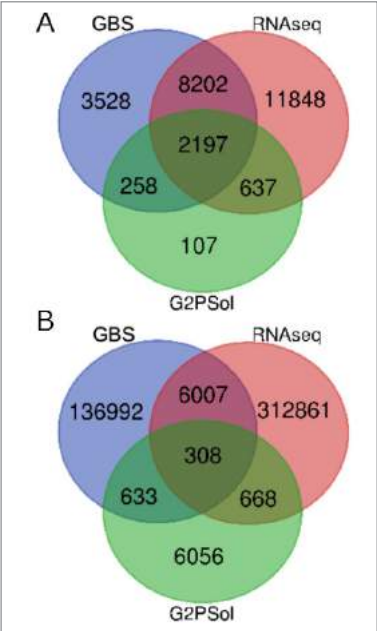 A
GBS
RNAseq
3528
8202
11848
2197
258
637
107
G2PSol
B
GBS
RNAseq
136992
6007
312861
308
633
668
6056
G2PSol